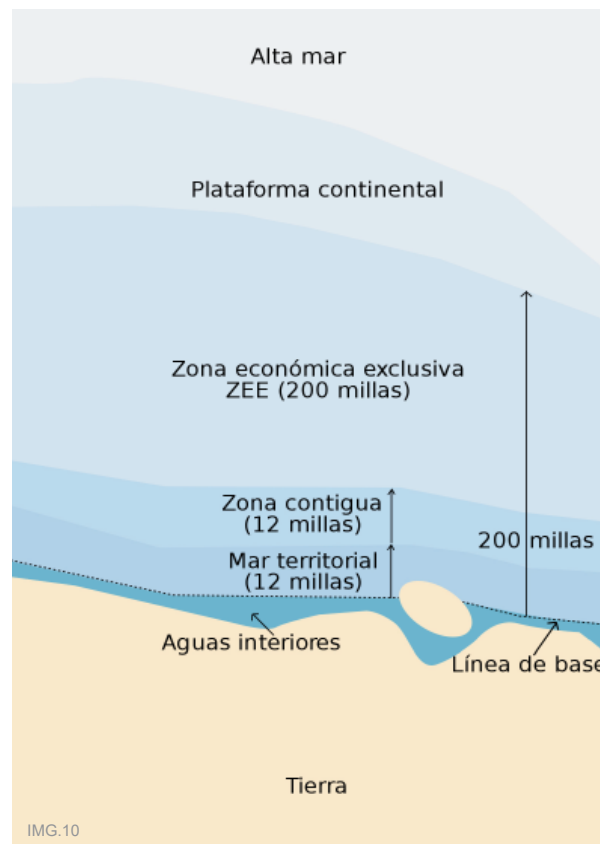 Alta mar
Plataforma continental
Zona económica exclusiva
ZEE (200 millas)
Zona contigua
(12 millas)
200 millas
Mar territorial
(12 millas)
Aguas interiores
Línea de base
Tierra
IMG.10